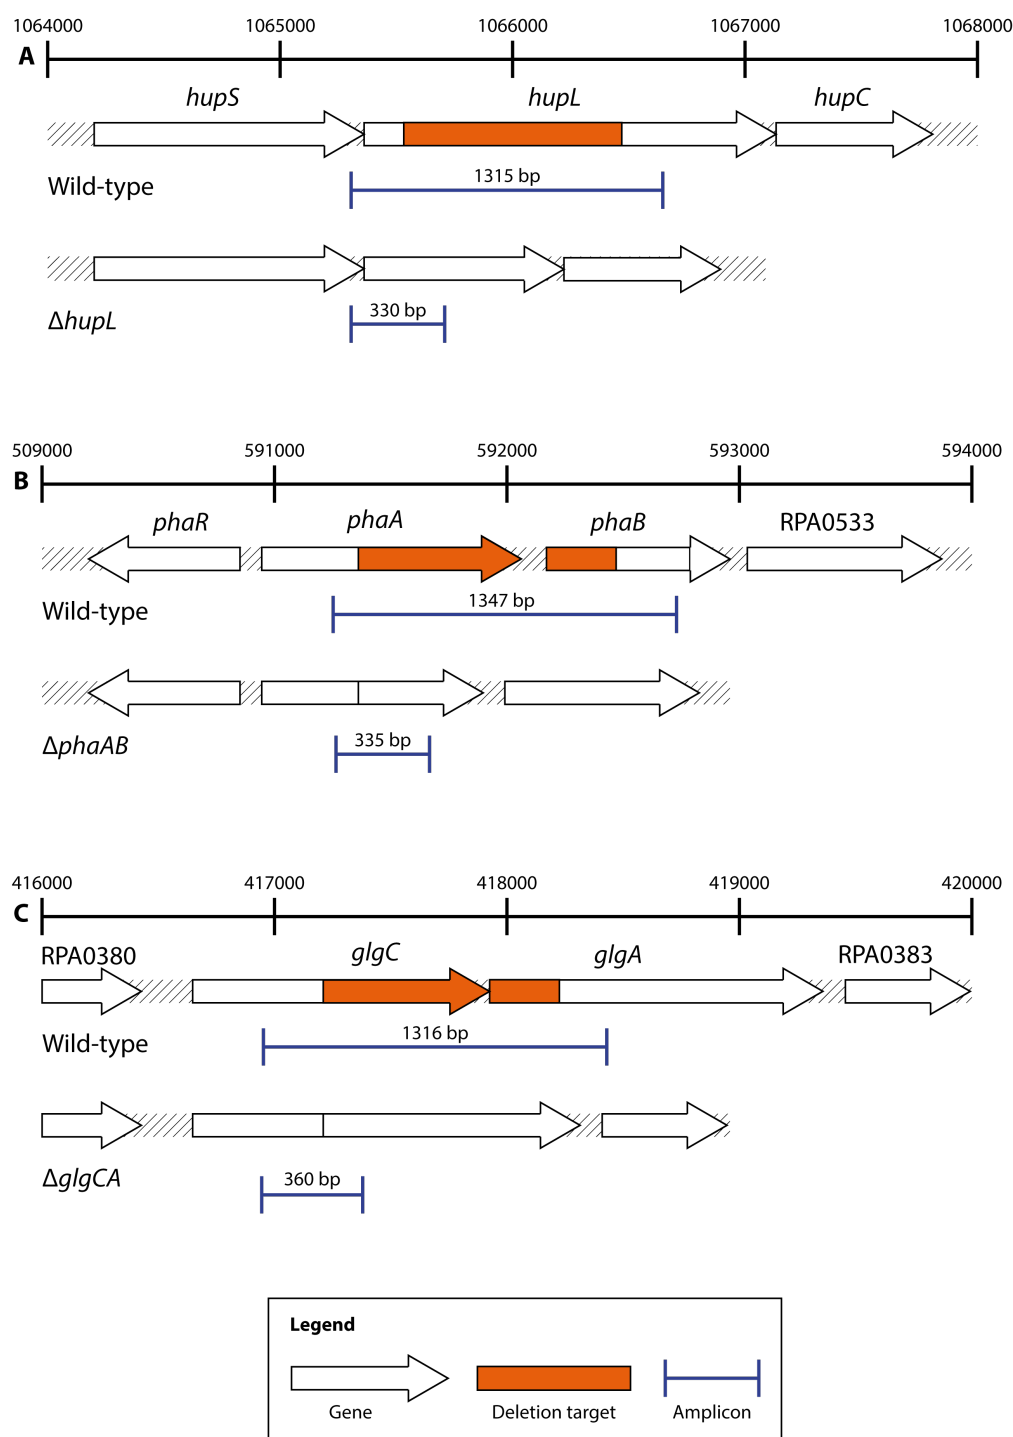 1064000 1065000 1066000 1067000 1068000
A
hupS hupL hupC
Wild-type
1315 bp
ΔhupL
330 bp
509000 591000 592000 593000 594000
B
phaR phaA phaB RPA0533
Wild-type
1347 bp
ΔphaAB
335 bp
416000 417000 418000 419000 420000
C
RPA0380 glgC glgA RPA0383
Wild-type
1316 bp
ΔglgCA
360 bp
Legend
Gene Deletion target Amplicon